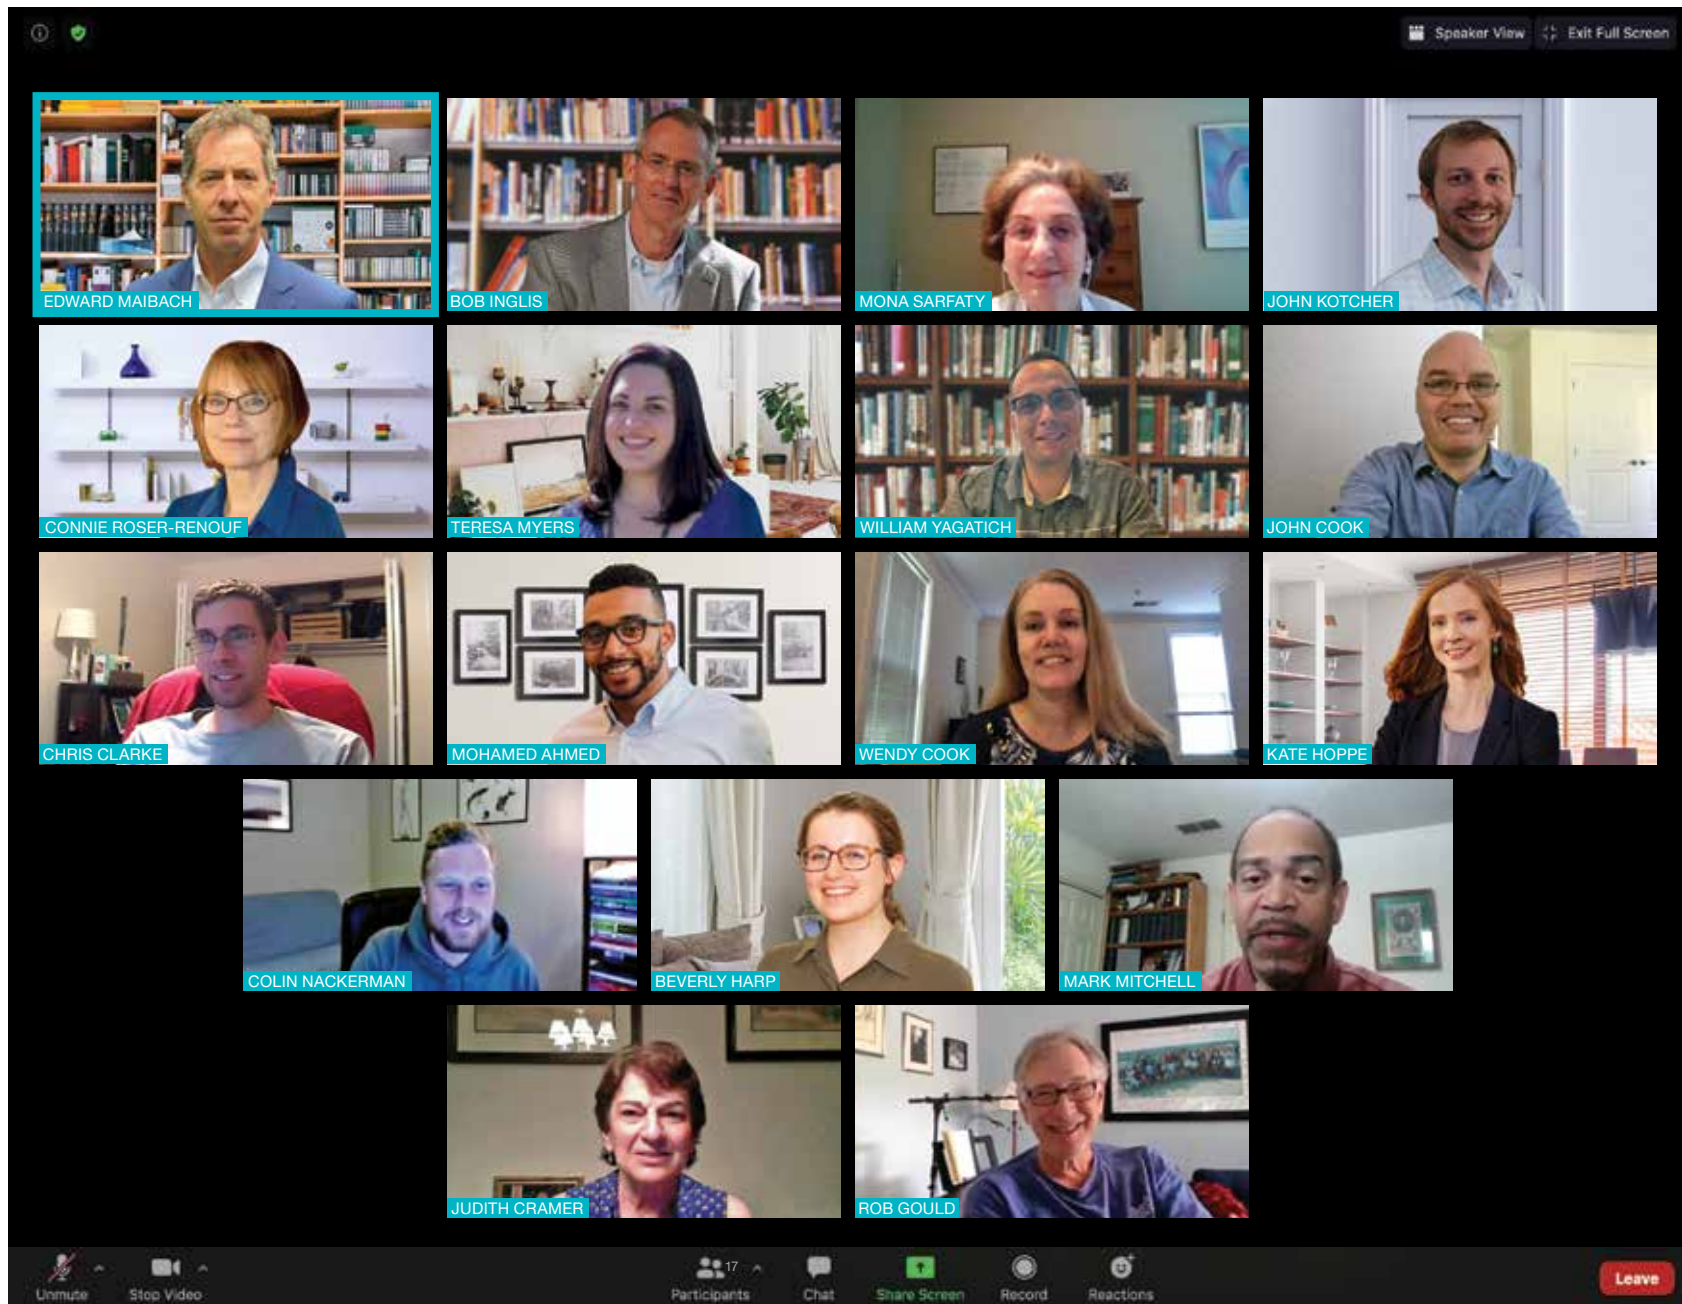 Speaker View
Exit Full Screen
EDWARD MAIBACH
BOB INGLIS
MONA SARFATY
JOHN KOTCHER
CONNIE ROSER-RENOUF
TERESA MYERS
WILLIAM YAGATICH
JOHN COOK
CHRIS CLARKE
MOHAMED AHMED
WENDY COOK
KATE HOPPE
COLIN NACKERMAN
BEVERLY HARP
MARK MITCHELL
JUDITH CRAMER
ROB GOULD
Unmute
Stop Video
17
Participants
Chat
Share Screen
Record
Reactions
Leave